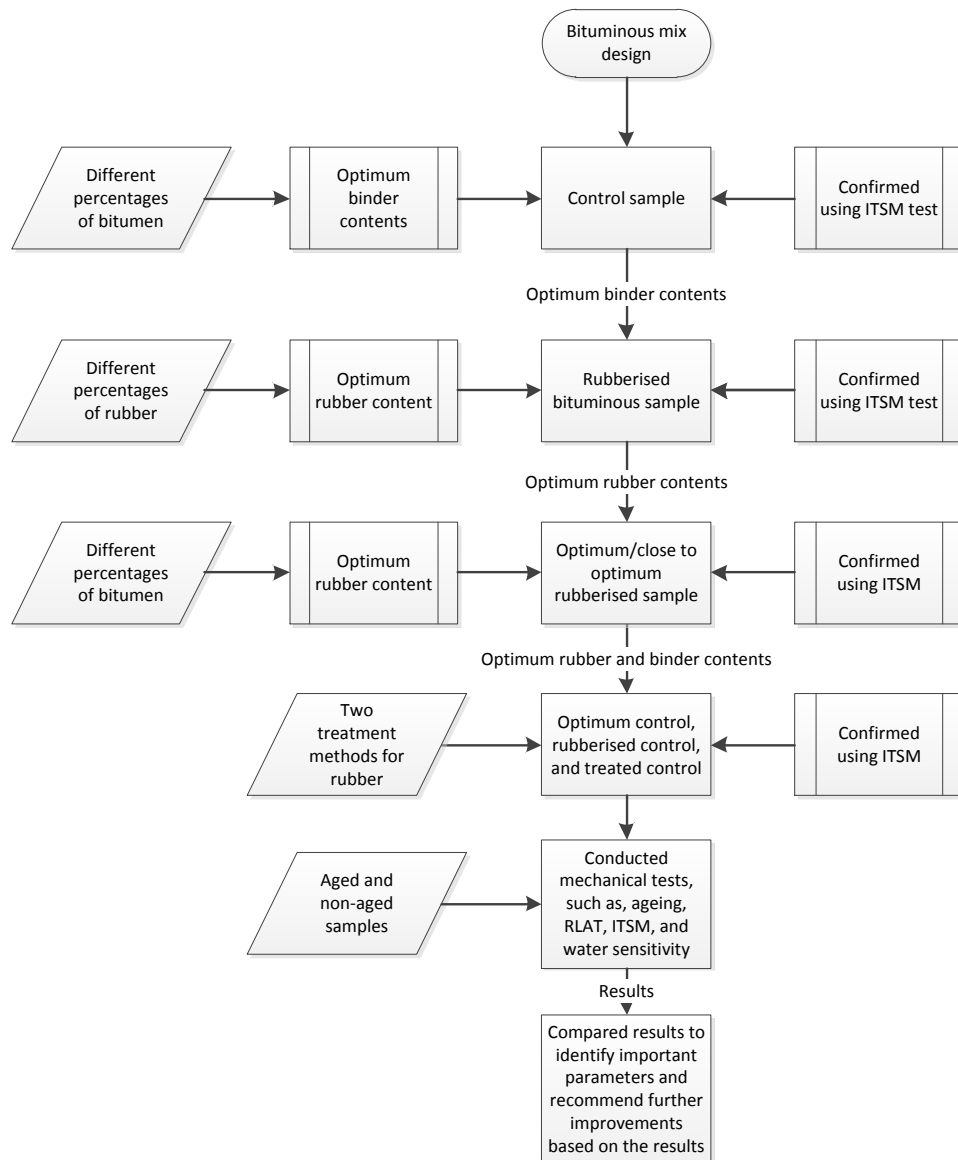 Bituminous mix
design
Different
percentages
of bitumen
Optimum
binder
contents
Control sample
Confirmed
using ITSM test
Optimum binder contents
Different
percentages
of rubber
Optimum
rubber content
Rubberised
bituminous sample
Confirmed
using ITSM test
Optimum rubber contents
Different
percentages
of bitumen
Optimum
rubber content
Optimum/close to
optimum
rubberised sample
Confirmed
using ITSM
Optimum rubber and binder contents
Two
treatment
methods for
rubber
Optimum control,
rubberised control,
and treated control
Confirmed
using ITSM
Aged and
non-aged
samples
Conducted
mechanical tests,
such as, ageing,
RLAT, ITSM, and
water sensitivity
Results
Compared results to
identify important
parameters and
recommend further
improvements
based on the results